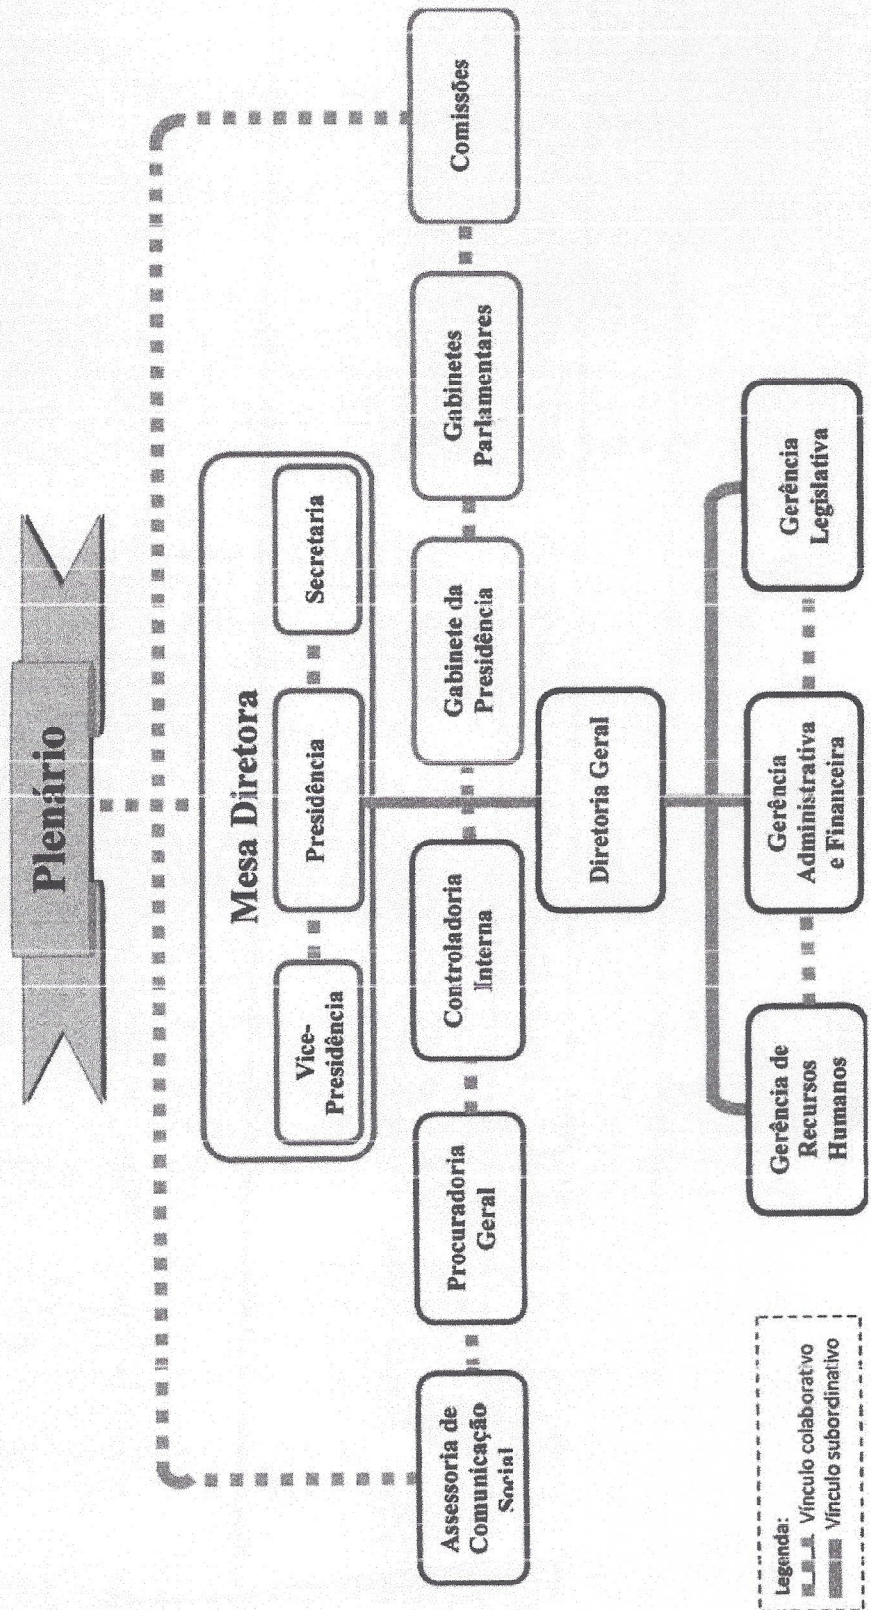 Plenário
Mesa Diretora
Vice-
Presidência
Presidência
Secretaria
Assessoria de
Comunicação
Social
Procuradoria
Geral
Controladoria
Interna
Gabinete da
Presidência
Gabinetes
Parlamentares
Comissões
Diretoria Geral
Gerência de
Recursos
Humanos
Gerência
Administrativa
e Financeira
Gerência
Legislativa
Legenda:
Vínculo colaborativo
Vínculo subordinativo